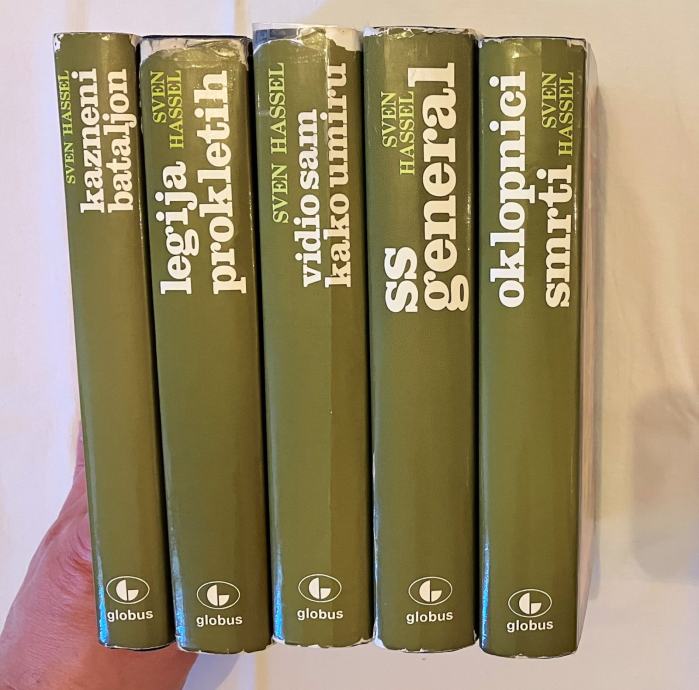 SVEN HASSEL
kazneni
bataljon
globus
SVEN
HASSEL
legija
prokletih
globus
SVEN HASSEL
vidio sam
kako umiru
globus
SVEN
HASSEL
ss
general
globus
oklopnici
smrti
SVEN
HASSEL
globus